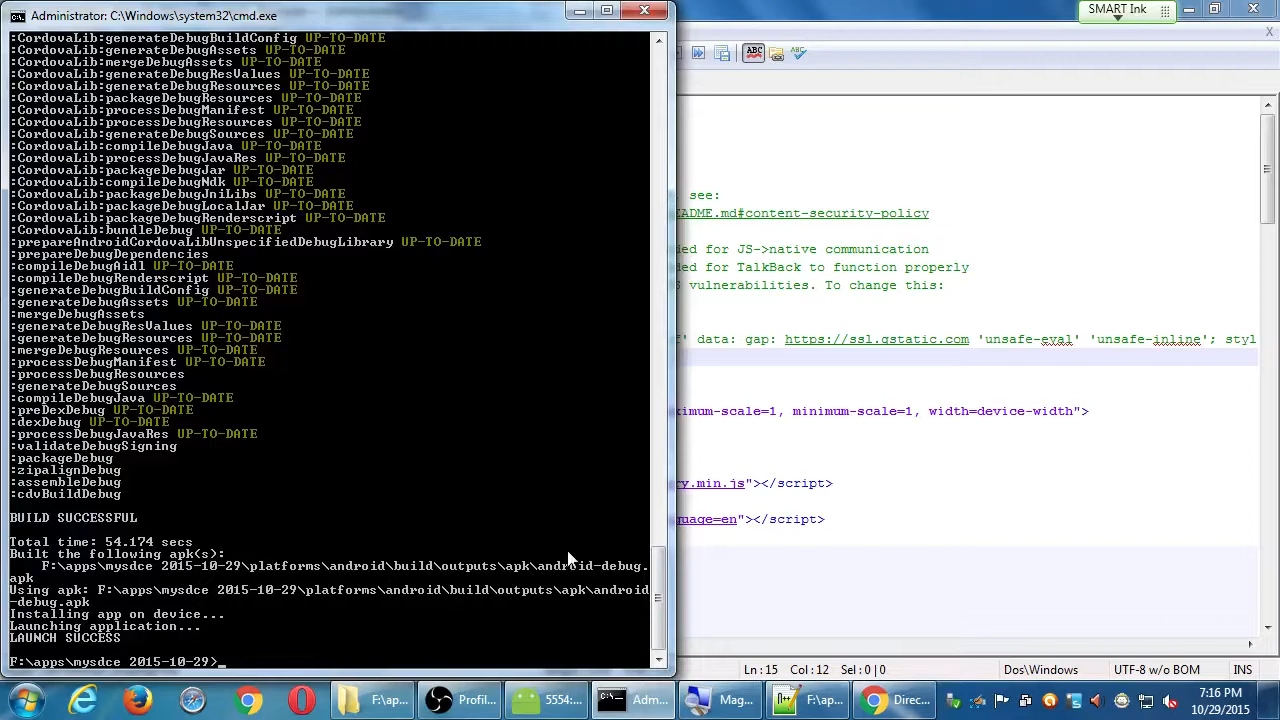 Administrator: C:\Windows\system32\cmd.exe
SMART Ink
:CordovaLib:generateDebugBuildConfig UP-TO-DATE
:CordovaLib:generateDebugAssets UP-TO-DATE
:CordovaLib:mergeDebugAssets UP-TO-DATE
:CordovaLib:generateDebugResValues UP-TO-DATE
:CordovaLib:generateDebugResources UP-TO-DATE
:CordovaLib:packageDebugResources UP-TO-DATE
:CordovaLib:processDebugManifest UP-TO-DATE
:CordovaLib:processDebugResources UP-TO-DATE
:CordovaLib:generateDebugSources UP-TO-DATE
:CordovaLib:compileDebugJava UP-TO-DATE
:CordovaLib:processDebugJavaRes UP-TO-DATE
:CordovaLib:packageDebugJar UP-TO-DATE
:CordovaLib:compileDebugNdk UP-TO-DATE
:CordovaLib:packageDebugJniLibs UP-TO-DATE
:CordovaLib:packageDebugLocalJar UP-TO-DATE
:CordovaLib:packageDebugRenderscript UP-TO-DATE
:CordovaLib:bundleDebug UP-TO-DATE
:prepareAndroidCordovaLibUnspecifiedDebugLibrary UP-TO-DATE
:prepareDebugDependencies
:compileDebugAidl UP-TO-DATE
:compileDebugRenderscript UP-TO-DATE
:generateDebugBuildConfig UP-TO-DATE
:generateDebugAssets UP-TO-DATE
:mergeDebugAssets
:generateDebugResValues UP-TO-DATE
:generateDebugResources UP-TO-DATE
:mergeDebugResources UP-TO-DATE
:processDebugManifest UP-TO-DATE
:processDebugResources
:generateDebugSources
:compileDebugJava UP-TO-DATE
:preDexDebug UP-TO-DATE
:dexDebug UP-TO-DATE
:processDebugJavaRes UP-TO-DATE
:validateDebugSigning
:packageDebug
:zipalignDebug
:assembleDebug
:cdvBuildDebug
BUILD SUCCESSFUL
Total time: 54.174 secs
Built the following apk(s):
F:\apps\mysdce 2015-10-29\platforms\android\build\outputs\apk\android-debug.
apk
Using apk: F:\apps\mysdce 2015-10-29\platforms\android\build\outputs\apk\android
-debug.apk
Installing app on device...
Launching application...
LAUNCH SUCCESS
F:\apps\mysdce 2015-10-29>_
ABC
ABC
see:
README.md#content-security-policy
ded for JS->native communication
ded for TalkBack to function properly
S vulnerabilities. To change this:
f' data: gap: https://ssl.gstatic.com 'unsafe-eval' 'unsafe-inline'; styl
ximum-scale=1, minimum-scale=1, width=device-width">
ry.min.js"></script>
guage=en"></script>
Ln:15 Col:12 Sel:0|0
Dos\Windows
UTF-8 w/o BOM
INS
F:\ap...
Profil...
5554:...
Adm...
Mag...
F:\ap...
Direc...
7:16 PM
10/29/2015